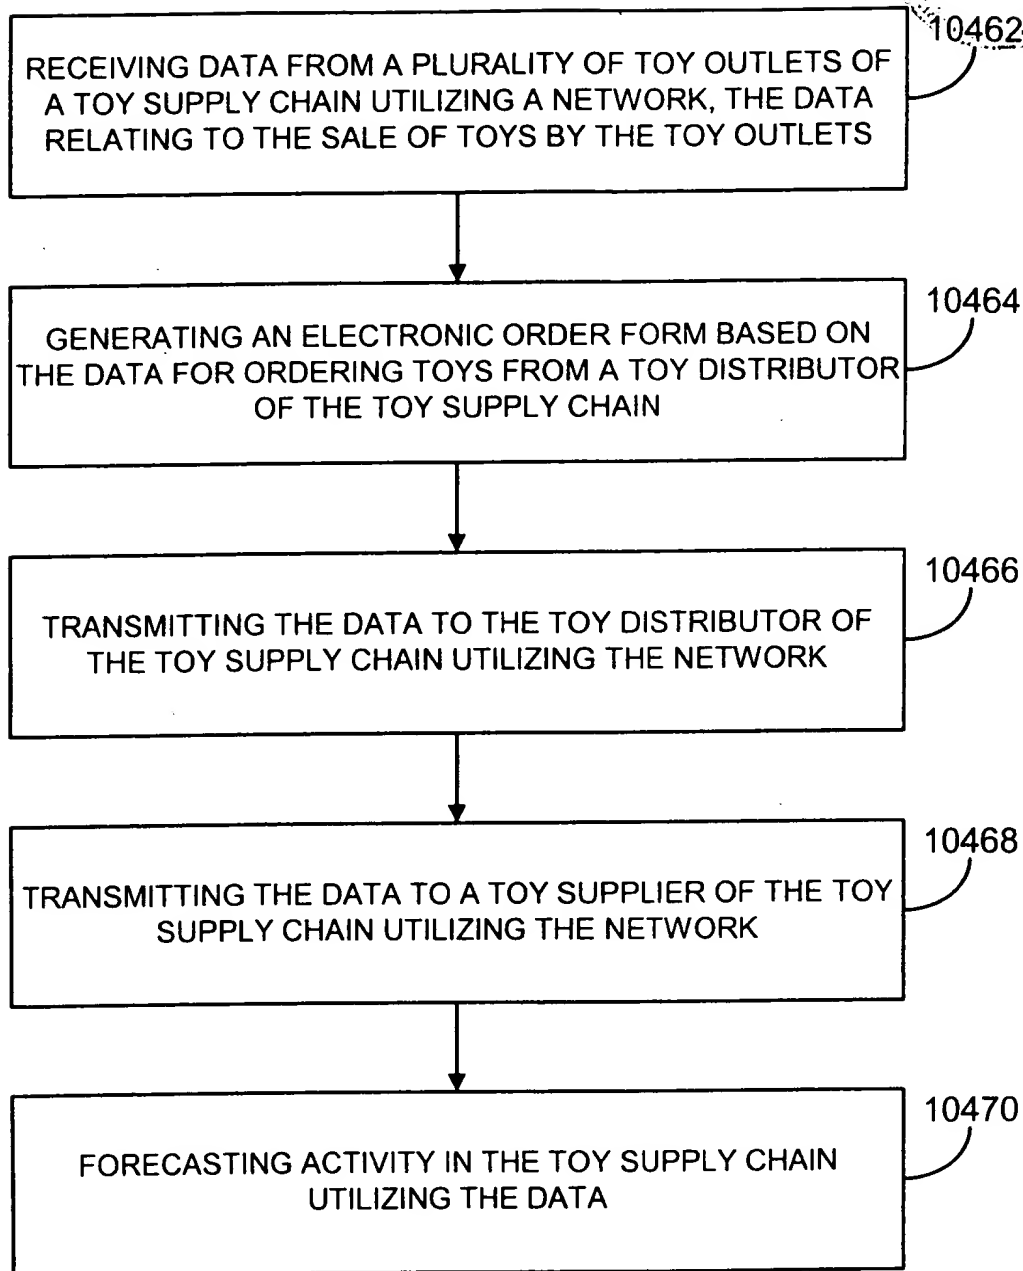 10462
RECEIVING DATA FROM A PLURALITY OF TOY OUTLETS OF
A TOY SUPPLY CHAIN UTILIZING A NETWORK, THE DATA
RELATING TO THE SALE OF TOYS BY THE TOY OUTLETS
10464
GENERATING AN ELECTRONIC ORDER FORM BASED ON
THE DATA FOR ORDERING TOYS FROM A TOY DISTRIBUTOR
OF THE TOY SUPPLY CHAIN
10466
TRANSMITTING THE DATA TO THE TOY DISTRIBUTOR OF
THE TOY SUPPLY CHAIN UTILIZING THE NETWORK
10468
TRANSMITTING THE DATA TO A TOY SUPPLIER OF THE TOY
SUPPLY CHAIN UTILIZING THE NETWORK
10470
FORECASTING ACTIVITY IN THE TOY SUPPLY CHAIN
UTILIZING THE DATA